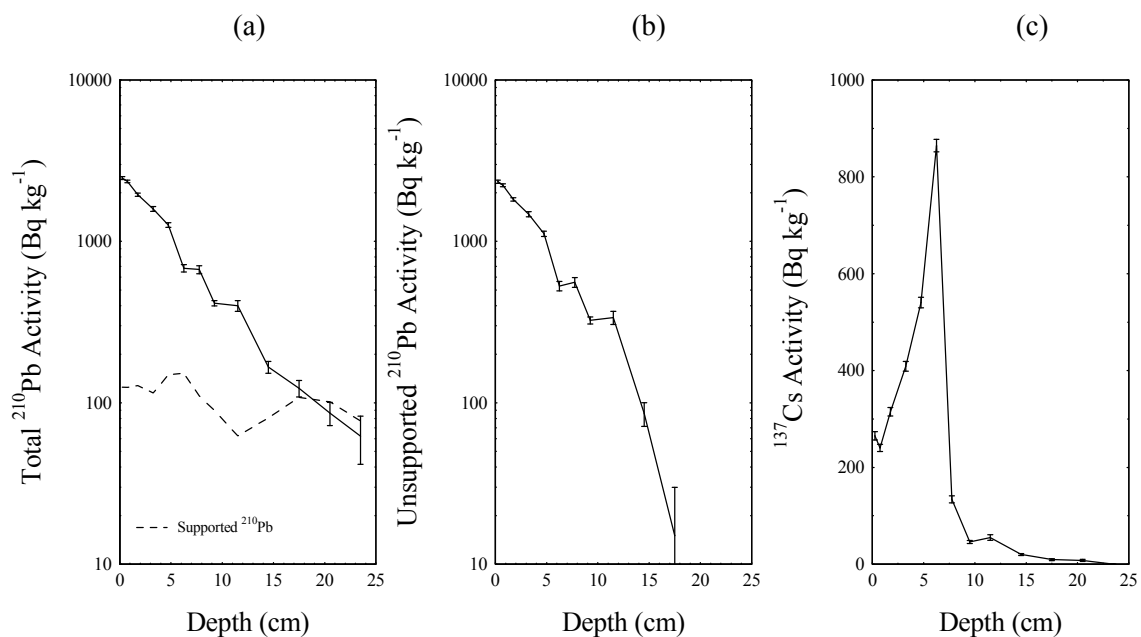 (a)
(b)
(c)
Total ²¹⁰Pb Activity (Bq kg⁻¹)
10000
1000
100
10
Supported ²¹⁰Pb
0 5 10 15 20 25
Depth (cm)
Unsupported ²¹⁰Pb Activity (Bq kg⁻¹)
10000
1000
100
10
0 5 10 15 20 25
Depth (cm)
¹³⁷Cs Activity (Bq kg⁻¹)
1000
800
600
400
200
0
0 5 10 15 20 25
Depth (cm)